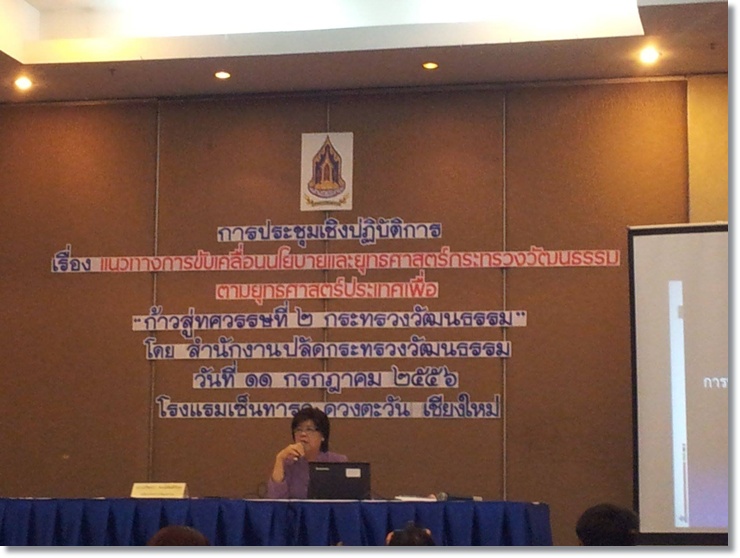 การประชุมเชิงปฏิบัติการ
เรื่อง แนวทางการขับเคลื่อนนโยบายและยุทธศาสตร์กระทรวงวัฒนธรรม
ตามยุทธศาสตร์ประเทศเพื่อ
"ก้าวสู่ทศวรรษที่ ๒ กระทรวงวัฒนธรรม"
โดย สำนักงานปลัดกระทรวงวัฒนธรรม
วันที่ ๑๑ กรกฎาคม ๒๕๕๖
โรงแรมเซ็นทารา ดวงตะวัน เชียงใหม่
การ